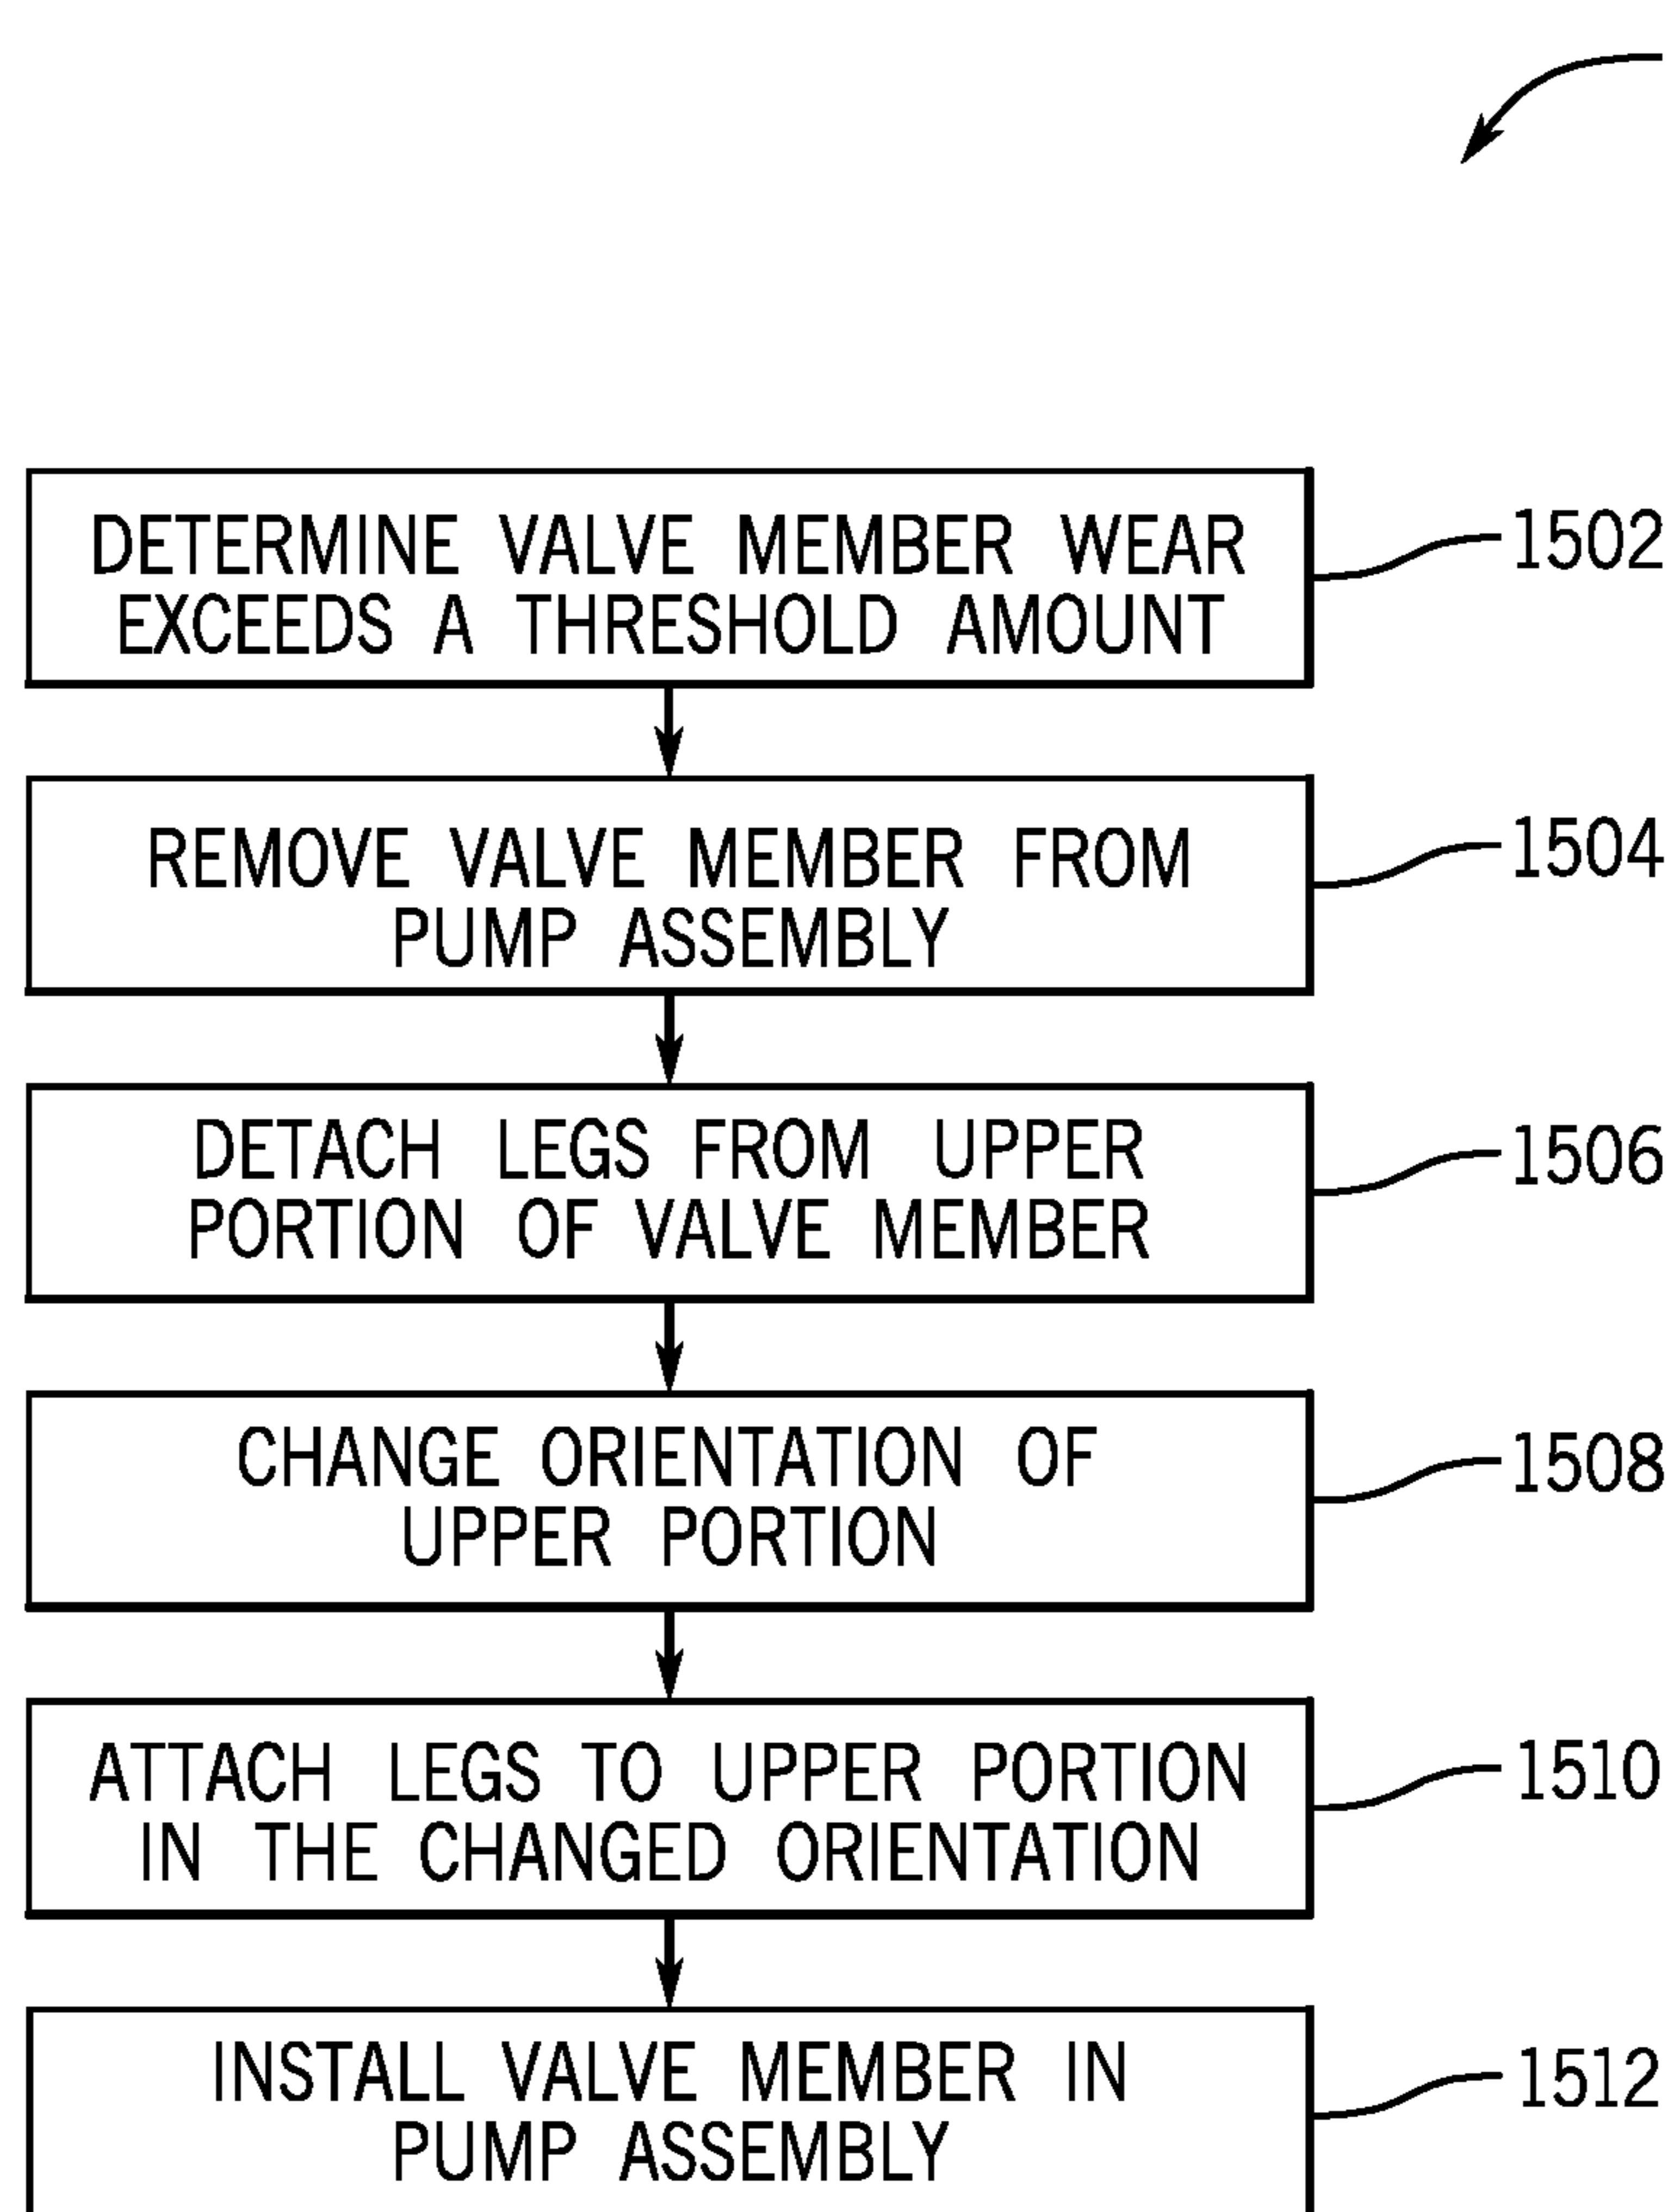 DETERMINE VALVE MEMBER WEAR
EXCEEDS A THRESHOLD AMOUNT
1502
REMOVE VALVE MEMBER FROM
PUMP ASSEMBLY
1504
DETACH LEGS FROM UPPER
PORTION OF VALVE MEMBER
1506
CHANGE ORIENTATION OF
UPPER PORTION
1508
ATTACH LEGS TO UPPER PORTION
IN THE CHANGED ORIENTATION
1510
INSTALL VALVE MEMBER IN
PUMP ASSEMBLY
1512